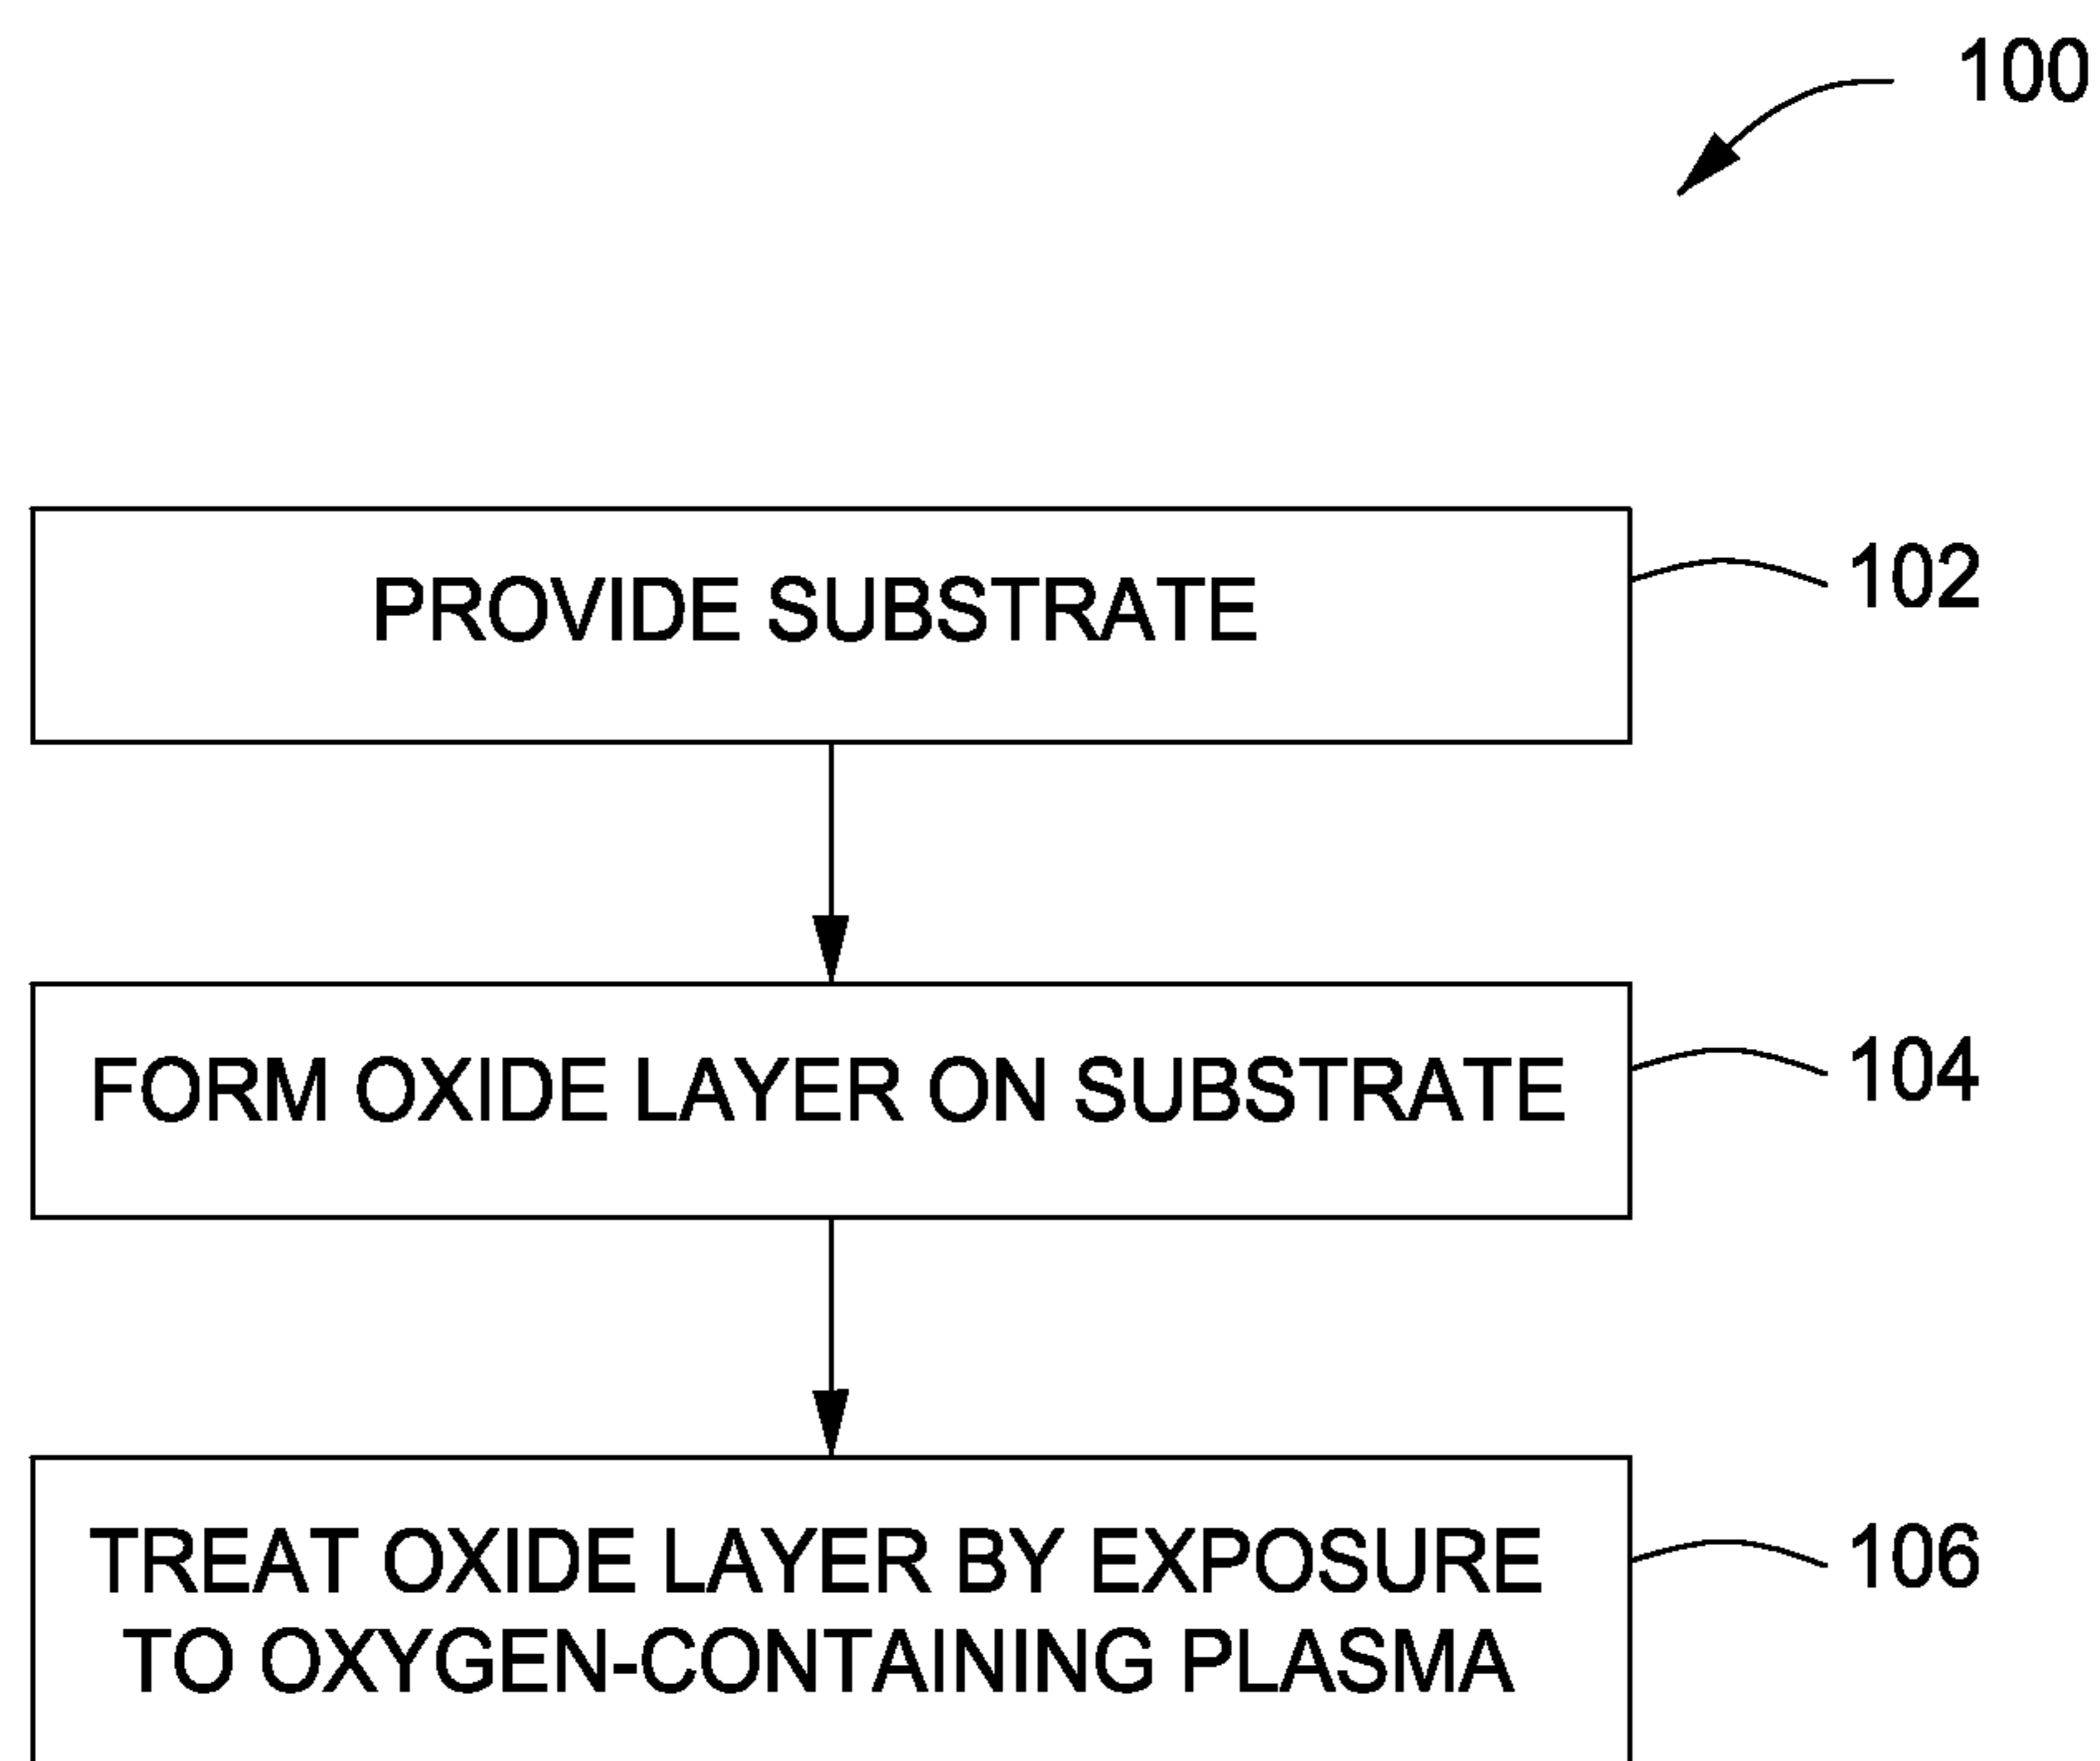 100
PROVIDE SUBSTRATE
102
FORM OXIDE LAYER ON SUBSTRATE
104
TREAT OXIDE LAYER BY EXPOSURE
TO OXYGEN-CONTAINING PLASMA
106